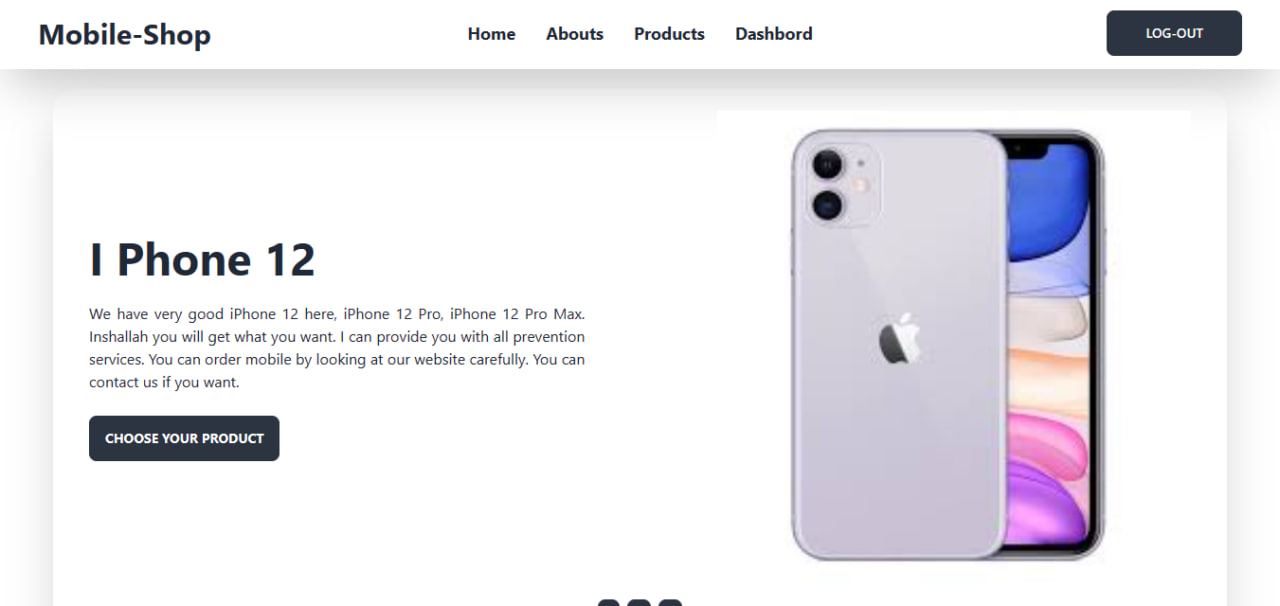 Mobile-Shop
Home
Abouts
Products
Dashbord
LOG-OUT
I Phone 12
We have very good iPhone 12 here, iPhone 12 Pro, iPhone 12 Pro Max.
Inshallah you will get what you want. I can provide you with all prevention
services. You can order mobile by looking at our website carefully. You can
contact us if you want.
CHOOSE YOUR PRODUCT